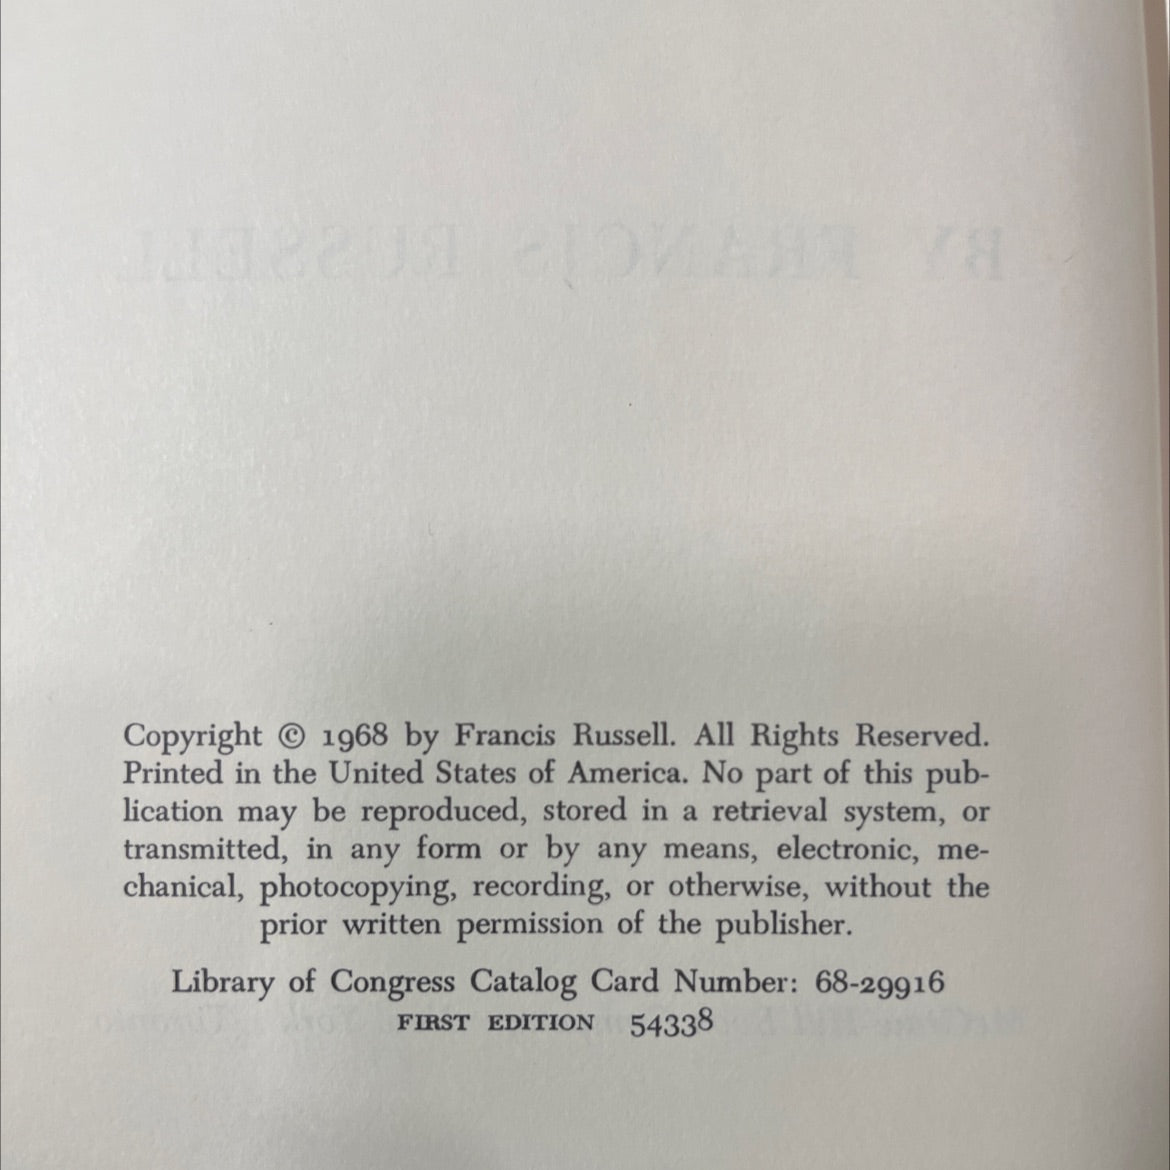 BY FRANCIS RUSSELL
Copyright © 1968 by Francis Russell. All Rights Reserved.
Printed in the United States of America. No part of this pub-
lication may be reproduced, stored in a retrieval system, or
transmitted, in any form or by any means, electronic, me-
chanical, photocopying, recording, or otherwise, without the
prior written permission of the publisher.
Library of Congress Catalog Card Number: 68-29916
FIRST EDITION 54338